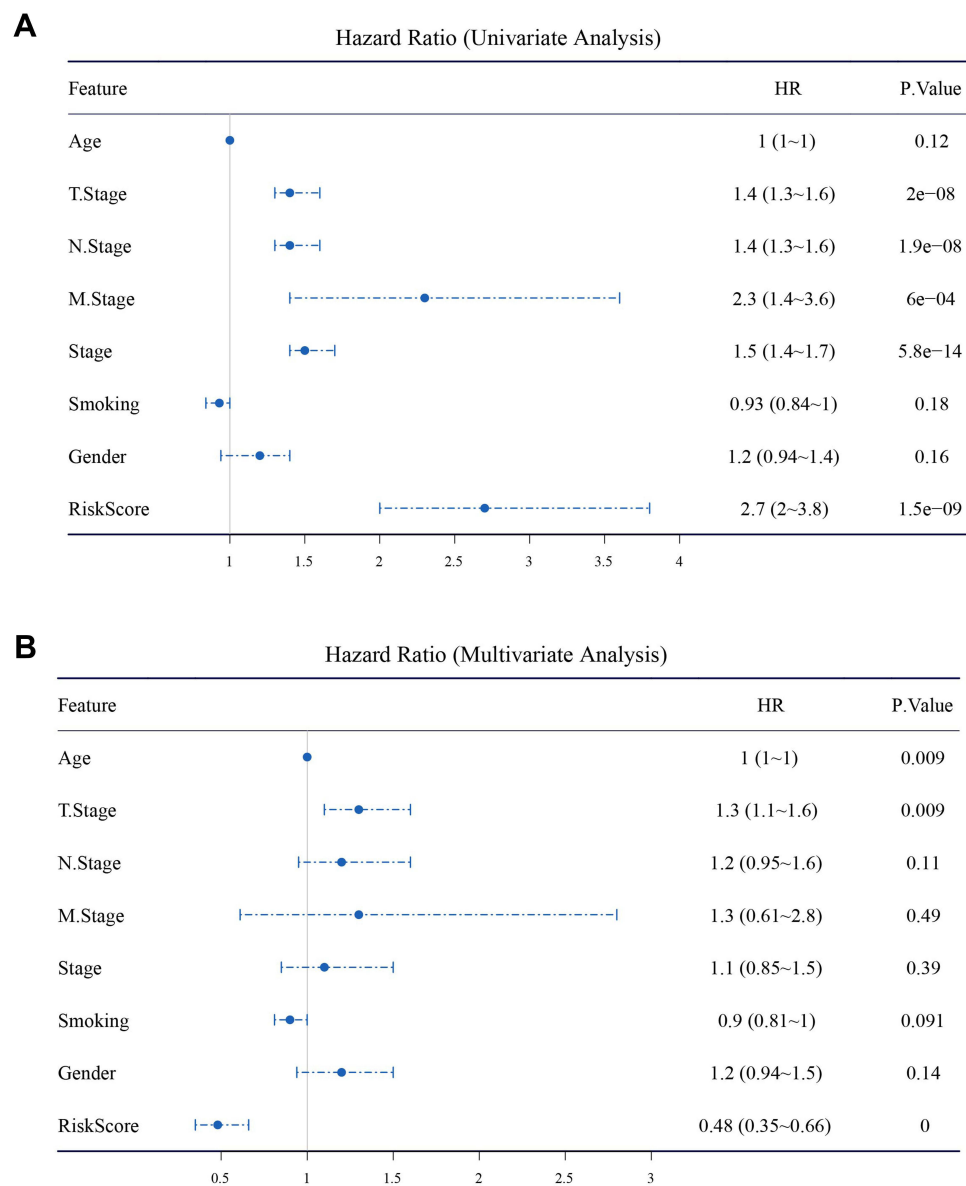 A
Hazard Ratio (Univariate Analysis)
Feature HR P.Value
Age 1 (1~1) 0.12
T.Stage 1.4 (1.3~1.6) 2e−08
N.Stage 1.4 (1.3~1.6) 1.9e−08
M.Stage 2.3 (1.4~3.6) 6e−04
Stage 1.5 (1.4~1.7) 5.8e−14
Smoking 0.93 (0.84~1) 0.18
Gender 1.2 (0.94~1.4) 0.16
RiskScore 2.7 (2~3.8) 1.5e−09
1 1.5 2 2.5 3 3.5 4
B
Hazard Ratio (Multivariate Analysis)
Feature HR P.Value
Age 1 (1~1) 0.009
T.Stage 1.3 (1.1~1.6) 0.009
N.Stage 1.2 (0.95~1.6) 0.11
M.Stage 1.3 (0.61~2.8) 0.49
Stage 1.1 (0.85~1.5) 0.39
Smoking 0.9 (0.81~1) 0.091
Gender 1.2 (0.94~1.5) 0.14
RiskScore 0.48 (0.35~0.66) 0
0.5 1 1.5 2 2.5 3